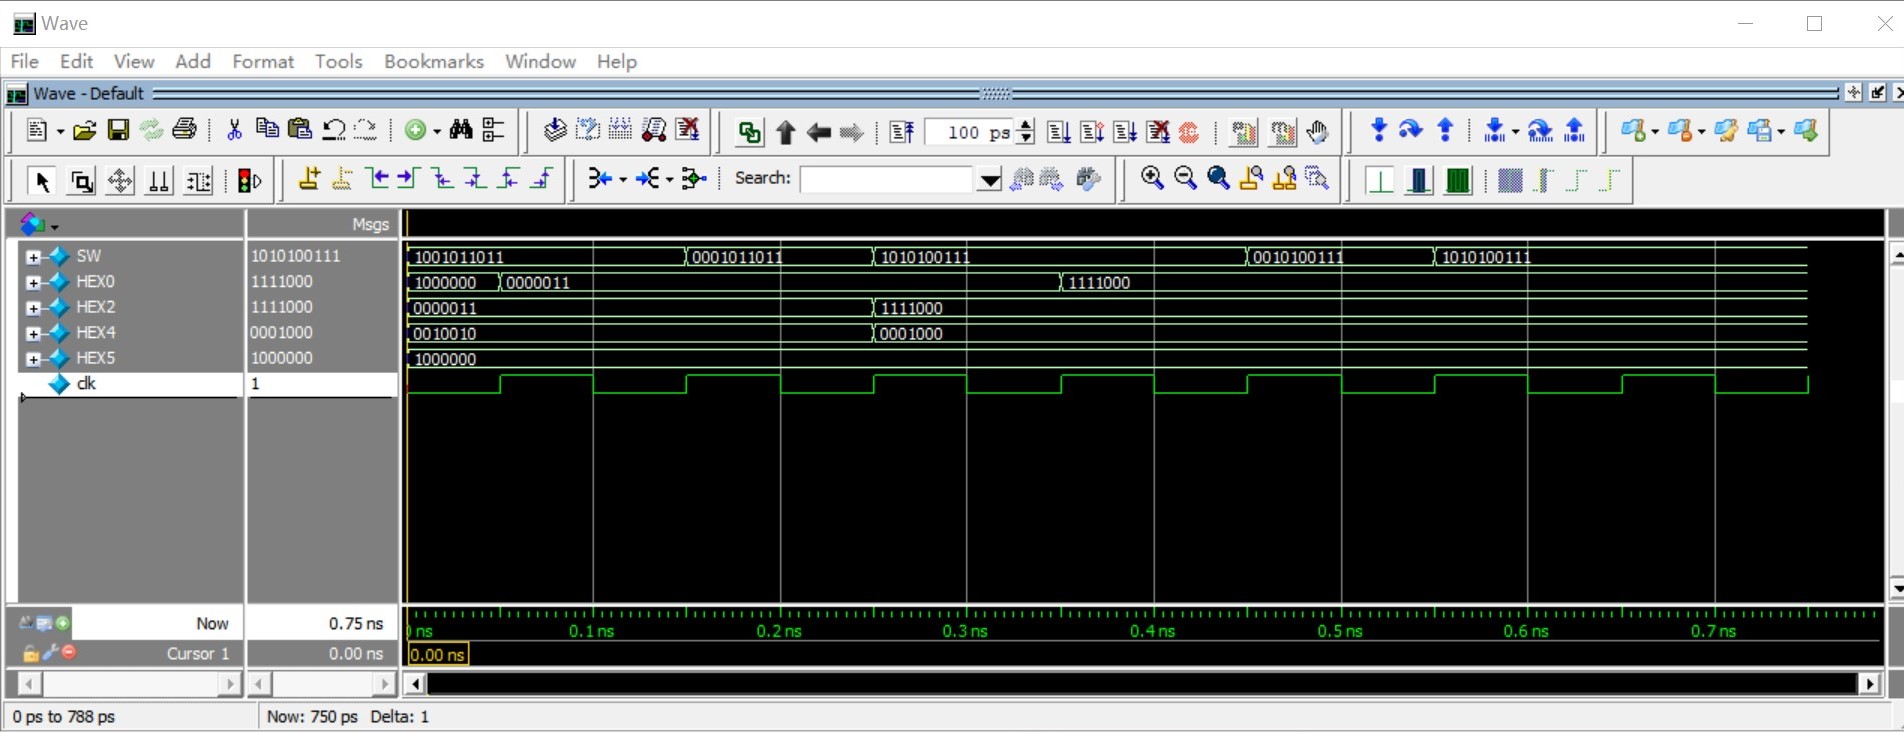 Wave
File Edit View Add Format Tools Bookmarks Window Help
Wave - Default
100 ps
Search:
Msgs
SW 1010100111 1001011011 0001011011 1010100111 0010100111 1010100111
HEX0 1111000 1000000 0000011 1111000
HEX2 1111000 0000011 1111000
HEX4 0001000 0010010 0001000
HEX5 1000000 1000000
clk 1
Now 0.75 ns ns 0.1 ns 0.2 ns 0.3 ns 0.4 ns 0.5 ns 0.6 ns 0.7 ns
Cursor 1 0.00 ns 0.00 ns
0 ps to 788 ps Now: 750 ps Delta: 1